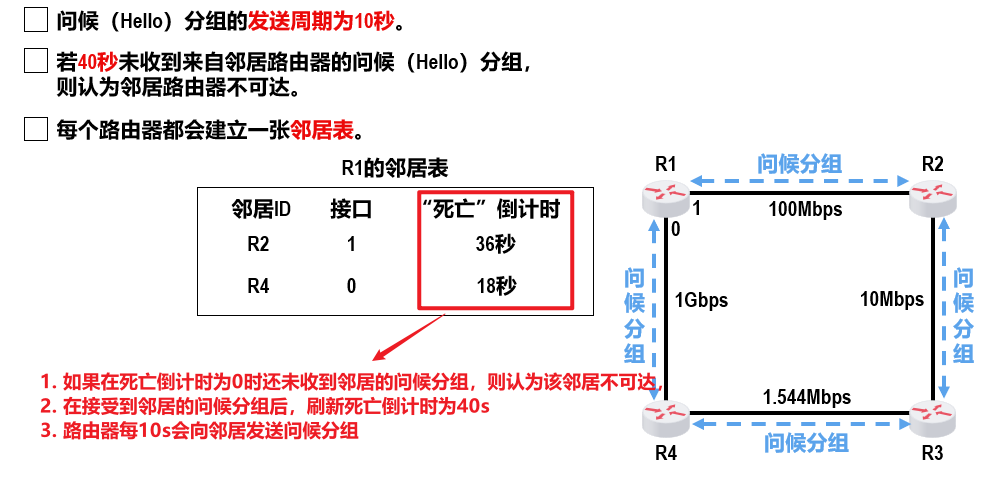 问候（Hello）分组的发送周期为10秒。
若40秒未收到来自邻居路由器的问候（Hello）分组，
则认为邻居路由器不可达。
每个路由器都会建立一张邻居表。
R1的邻居表
邻居ID 接口 “死亡”倒计时
R2 1 36秒
R4 0 18秒
1. 如果在死亡倒计时为0时还未收到邻居的问候分组，则认为该邻居不可达，
2. 在接受到邻居的问候分组后，刷新死亡倒计时为40s
3. 路由器每10s会向邻居发送问候分组
R1 问候分组 R2
1 100Mbps
0
问候分组
1Gbps
10Mbps
问候分组
1.544Mbps
问候分组
R4 R3